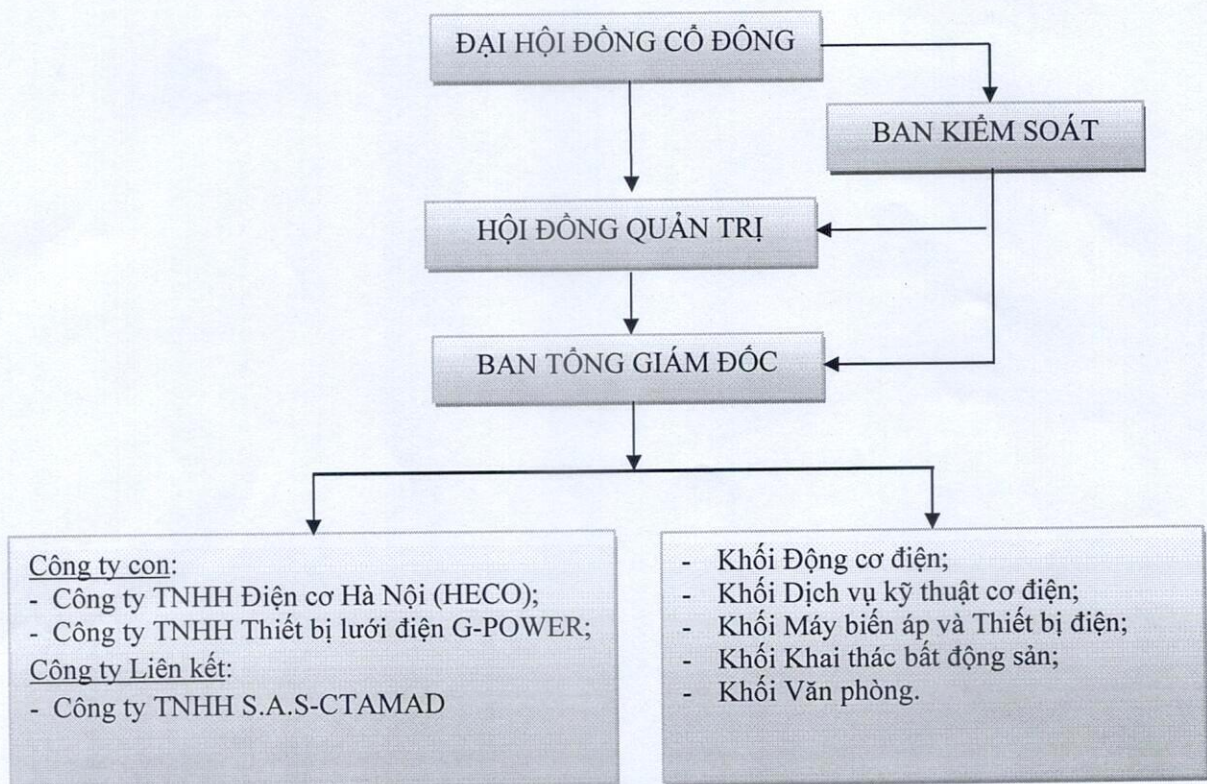 ĐẠI HỘI ĐỒNG CỔ ĐÔNG
BAN KIỂM SOÁT
HỘI ĐỒNG QUẢN TRỊ
BAN TỔNG GIÁM ĐỐC
Công ty con:
- Công ty TNHH Điện cơ Hà Nội (HECO);
- Công ty TNHH Thiết bị lưới điện G-POWER;
Công ty Liên kết:
- Công ty TNHH S.A.S-CTAMAD
- Khối Động cơ điện;
- Khối Dịch vụ kỹ thuật cơ điện;
- Khối Máy biến áp và Thiết bị điện;
- Khối Khai thác bất động sản;
- Khối Văn phòng.